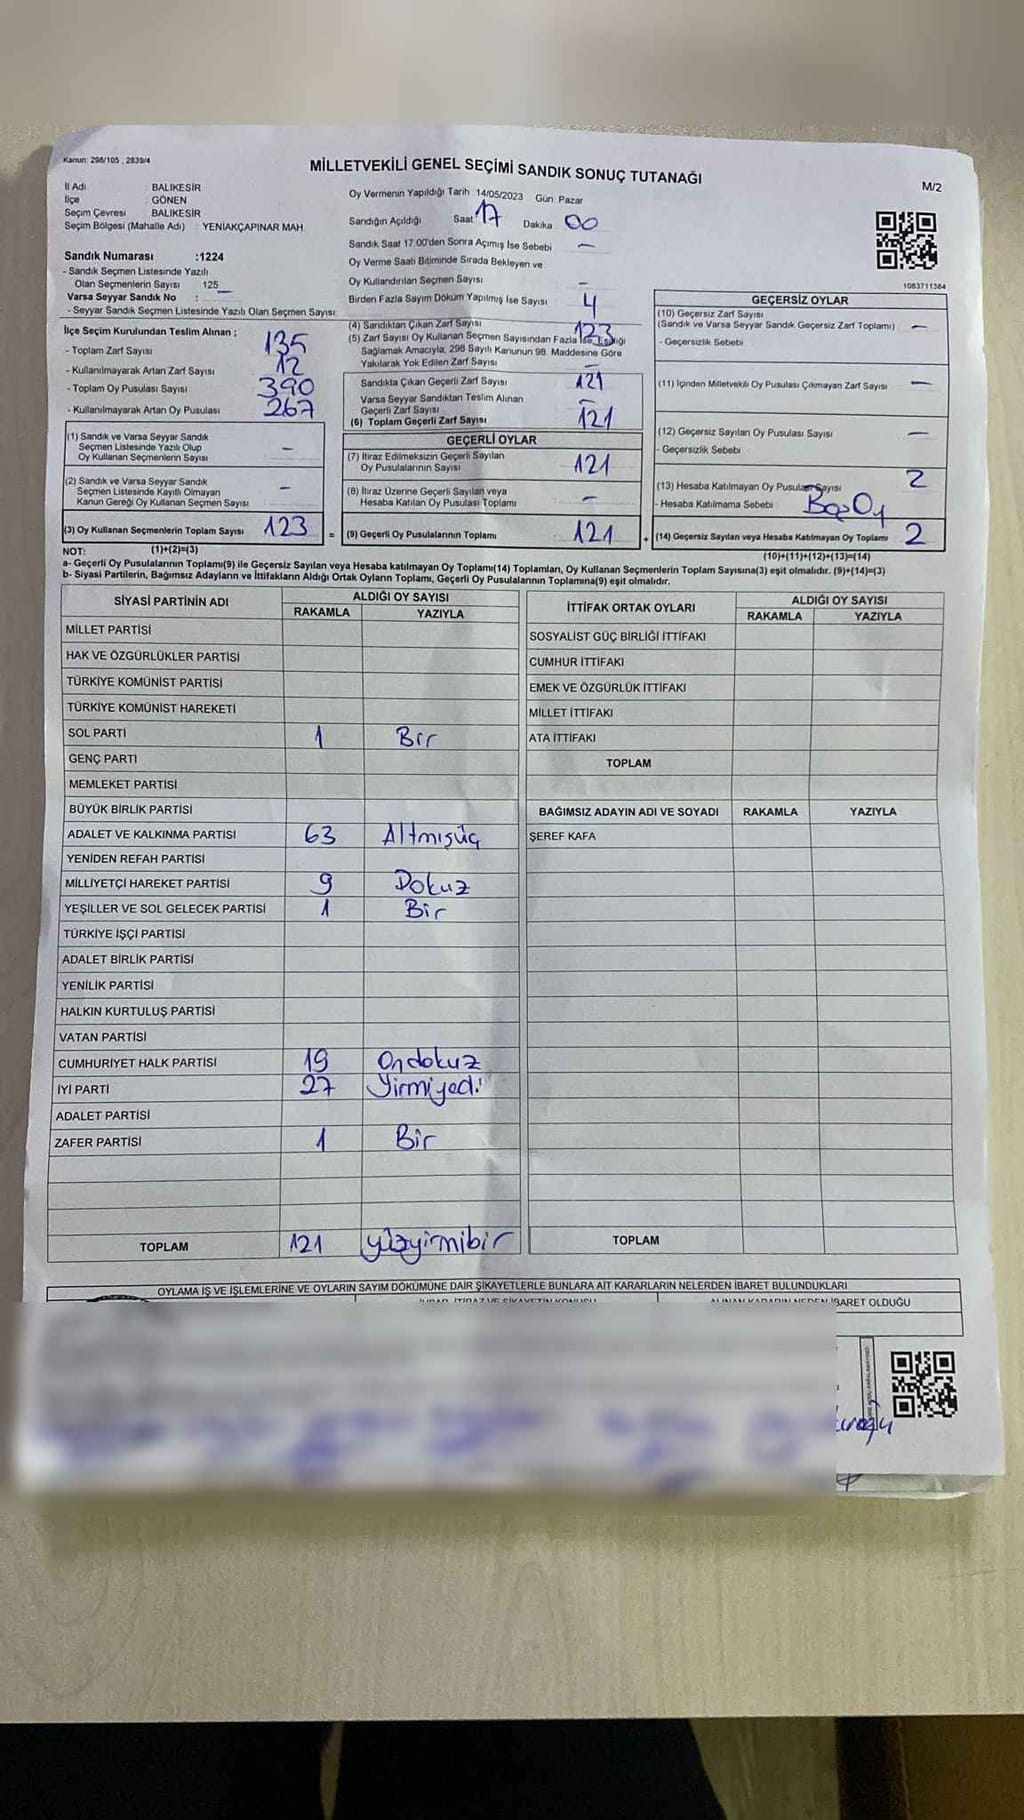 Kanun: 298/105 , 2839/4
MİLLETVEKİLİ GENEL SEÇİMİ SANDIK SONUÇ TUTANAĞI
M/2
İl Adı : BALIKESİR
İlçe : GÖNEN
Seçim Çevresi : BALIKESİR
Seçim Bölgesi (Mahalle Adı) : YENİAKÇAPINAR MAH.
Sandık Numarası :1224
- Sandık Seçmen Listesinde Yazılı
Olan Seçmenlerin Sayısı 125
Varsa Seyyar Sandık No : —
- Seyyar Sandık Seçmen Listesinde Yazılı Olan Seçmen Sayısı:
Oy Vermenin Yapıldığı Tarih 14/05/2023 Gün Pazar
Sandığın Açıldığı Saat 17 Dakika 00
Sandık Saat 17:00'den Sonra Açımış İse Sebebi —
Oy Verme Saati Bitiminde Sırada Bekleyen ve
Oy Kullandırılan Seçmen Sayısı —
Birden Fazla Sayım Döküm Yapılmış İse Sayısı 4
1083711384
İlçe Seçim Kurulundan Teslim Alınan ;
- Toplam Zarf Sayısı 135
- Kullanılmayarak Artan Zarf Sayısı 12
- Toplam Oy Pusulası Sayısı 390
- Kullanılmayarak Artan Oy Pusulası 267
(4) Sandıktan Çıkan Zarf Sayısı 123
(5) Zarf Sayısı Oy Kullanan Seçmen Sayısından Fazla İse, Eşitliği
Sağlamak Amacıyla; 298 Sayılı Kanunun 98. Maddesine Göre
Yakılarak Yok Edilen Zarf Sayısı —
Sandıkta Çıkan Geçerli Zarf Sayısı 121
Varsa Seyyar Sandıktan Teslim Alınan
Geçerli Zarf Sayısı —
(6) Toplam Geçerli Zarf Sayısı 121
GEÇERSİZ OYLAR
(10) Geçersiz Zarf Sayısı
(Sandık ve Varsa Seyyar Sandık Geçersiz Zarf Toplamı) —
- Geçersizlik Sebebi
(11) İçinden Milletvekili Oy Pusulası Çıkmayan Zarf Sayısı —
(12) Geçersiz Sayılan Oy Pusulası Sayısı —
- Geçersizlik Sebebi
(13) Hesaba Katılmayan Oy Pusulası Sayısı 2
- Hesaba Katılmama Sebebi Boş Oy
(14) Geçersiz Sayılan veya Hesaba Katılmayan Oy Toplamı 2
(10)+(11)+(12)+(13)=(14)
(1) Sandık ve Varsa Seyyar Sandık
Seçmen Listesinde Yazılı Olup
Oy Kullanan Seçmenlerin Sayısı —
(2) Sandık ve Varsa Seyyar Sandık
Seçmen Listesinde Kayıtlı Olmayan
Kanun Gereği Oy Kullanan Seçmen Sayısı —
(3) Oy Kullanan Seçmenlerin Toplam Sayısı 123 =
(1)+(2)=(3)
GEÇERLİ OYLAR
(7) İtiraz Edilmeksizin Geçerli Sayılan
Oy Pusulalarının Sayısı 121
(8) İtiraz Üzerine Geçerli Sayılan veya
Hesaba Katılan Oy Pusulası Toplamı —
(9) Geçerli Oy Pusulalarının Toplamı 121 +
NOT:
a- Geçerli Oy Pusulalarının Toplamı(9) ile Geçersiz Sayılan veya Hesaba katılmayan Oy Toplamı(14) Toplamları, Oy Kullanan Seçmenlerin Toplam Sayısına(3) eşit olmalıdır. (9)+(14)=(3)
b- Siyasi Partilerin, Bağımsız Adayların ve İttifakların Aldığı Ortak Oyların Toplamı, Geçerli Oy Pusulalarının Toplamına(9) eşit olmalıdır.
SİYASİ PARTİNİN ADI ALDIĞI OY SAYISI
RAKAMLA YAZIYLA
MİLLET PARTİSİ
HAK VE ÖZGÜRLÜKLER PARTİSİ
TÜRKİYE KOMÜNİST PARTİSİ
TÜRKİYE KOMÜNİST HAREKETİ
SOL PARTİ 1 Bir
GENÇ PARTİ
MEMLEKET PARTİSİ
BÜYÜK BİRLİK PARTİSİ
ADALET VE KALKINMA PARTİSİ 63 Altmışüç
YENİDEN REFAH PARTİSİ
MİLLİYETÇİ HAREKET PARTİSİ 9 Dokuz
YEŞİLLER VE SOL GELECEK PARTİSİ 1 Bir
TÜRKİYE İŞÇİ PARTİSİ
ADALET BİRLİK PARTİSİ
YENİLİK PARTİSİ
HALKIN KURTULUŞ PARTİSİ
VATAN PARTİSİ
CUMHURİYET HALK PARTİSİ 19 Ondokuz
İYİ PARTİ 27 Yirmiyedi
ADALET PARTİSİ
ZAFER PARTİSİ 1 Bir
TOPLAM 121 yüzyirmibir
İTTİFAK ORTAK OYLARI ALDIĞI OY SAYISI
RAKAMLA YAZIYLA
SOSYALİST GÜÇ BİRLİĞİ İTTİFAKI
CUMHUR İTTİFAKI
EMEK VE ÖZGÜRLÜK İTTİFAKI
MİLLET İTTİFAKI
ATA İTTİFAKI
TOPLAM
BAĞIMSIZ ADAYIN ADI VE SOYADI RAKAMLA YAZIYLA
ŞEREF KAFA
TOPLAM
OYLAMA İŞ VE İŞLEMLERİNE VE OYLARIN SAYIM DÖKÜMÜNE DAİR ŞİKAYETLERLE BUNLARA AİT KARARLARIN NELERDEN İBARET BULUNDUKLARI
İBARET OLDUĞU